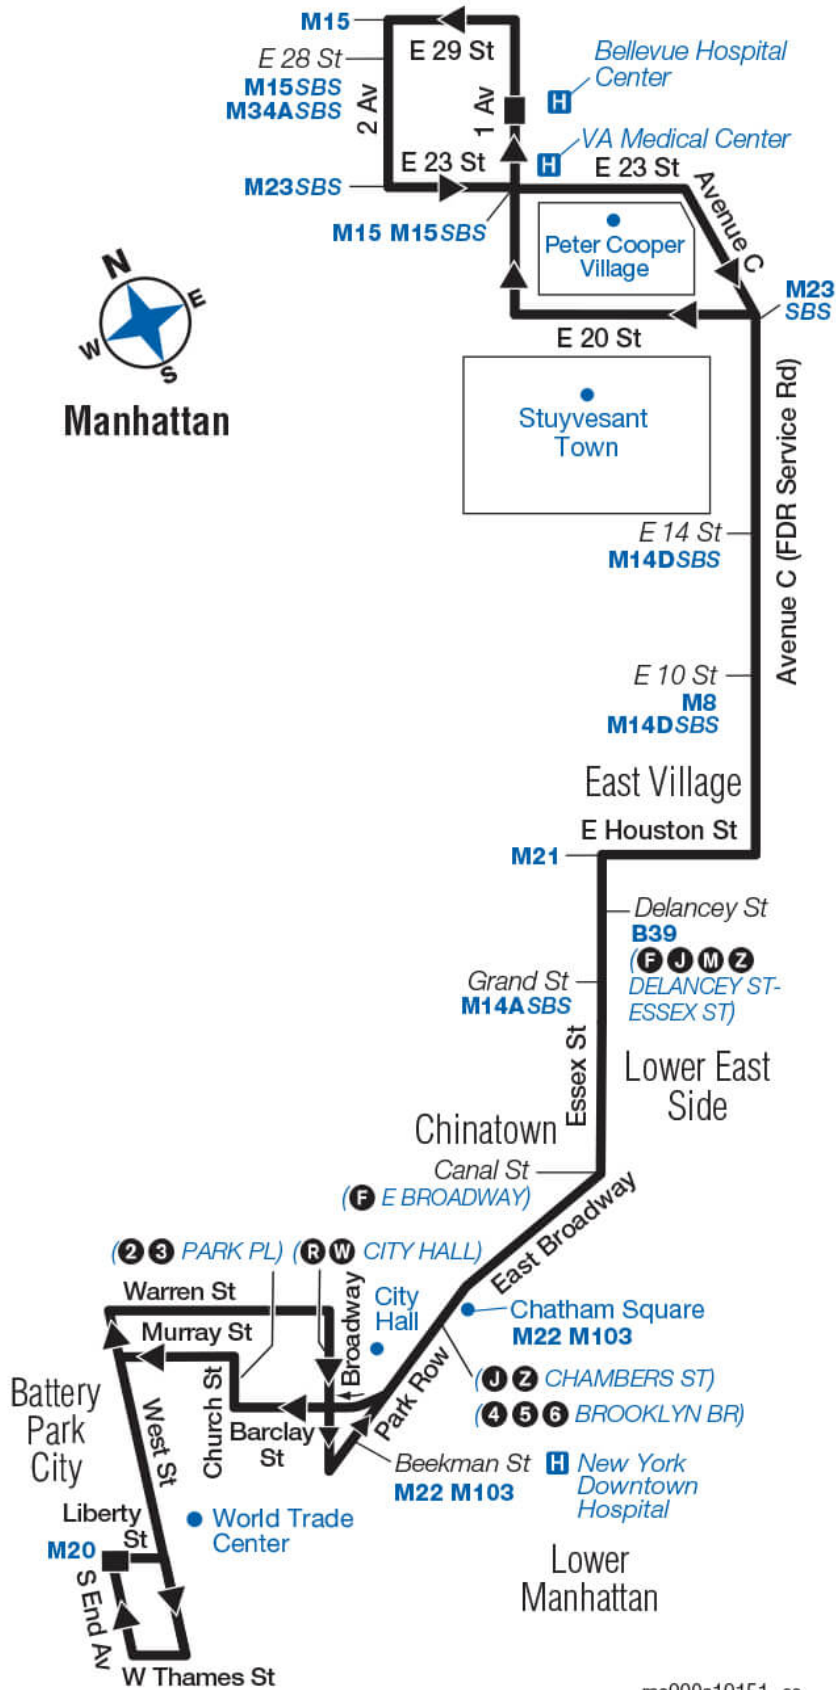 M15
E 29 St
E 28 St
M15SBS
M34ASBS
2 Av
1 Av
Bellevue Hospital
Center
H
VA Medical Center
H
E 23 St
E 23 St
M23SBS
Avenue C
M15 M15SBS
Peter Cooper
Village
N
E
W
S
Manhattan
M23
SBS
E 20 St
Stuyvesant
Town
Avenue C (FDR Service Rd)
E 14 St
M14DSBS
E 10 St
M8
M14DSBS
East Village
E Houston St
M21
Delancey St
B39
(F J M Z
DELANCEY ST-
ESSEX ST)
Grand St
M14ASBS
Essex St
Lower East
Side
Chinatown
Canal St
(F E BROADWAY)
East Broadway
(2 3 PARK PL) (R W CITY HALL)
Warren St
Broadway
City
Hall
Chatham Square
M22 M103
Murray St
Park Row
(J Z CHAMBERS ST)
(4 5 6 BROOKLYN BR)
Battery
Park
City
West St
Church St
Barclay
St
Beekman St
M22 M103
H New York
Downtown
Hospital
Liberty
St
M20
World Trade
Center
Lower
Manhattan
S End Av
W Thames St